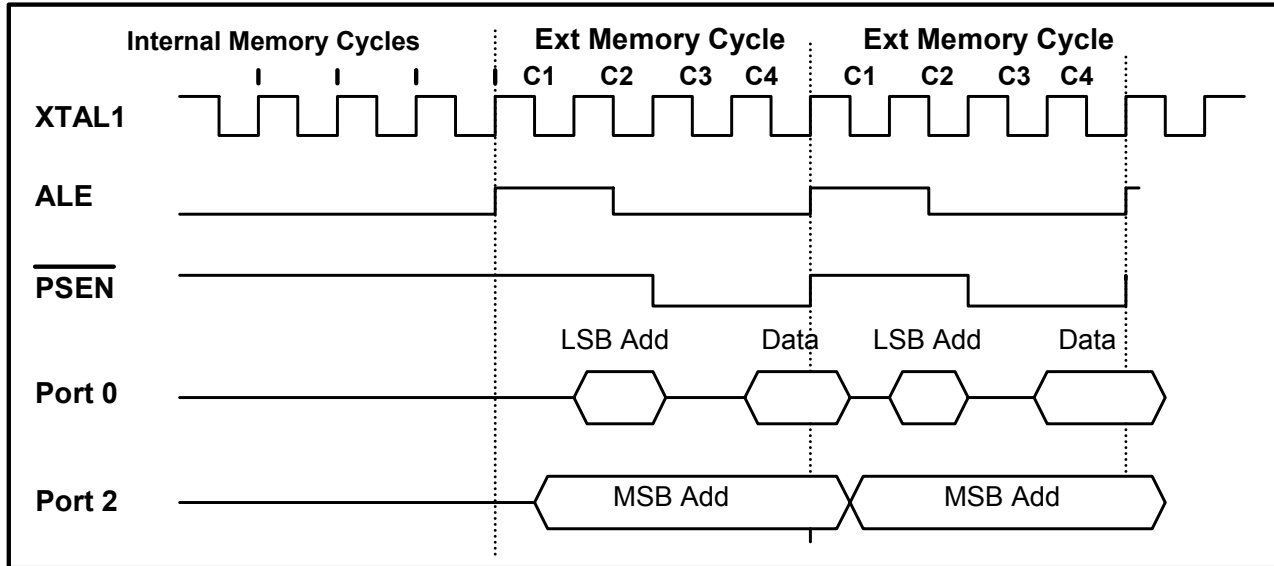 Internal Memory Cycles Ext Memory Cycle Ext Memory Cycle
C1 C2 C3 C4 C1 C2 C3 C4
XTAL1
ALE
PSEN
LSB Add Data LSB Add Data
Port 0
Port 2 MSB Add MSB Add